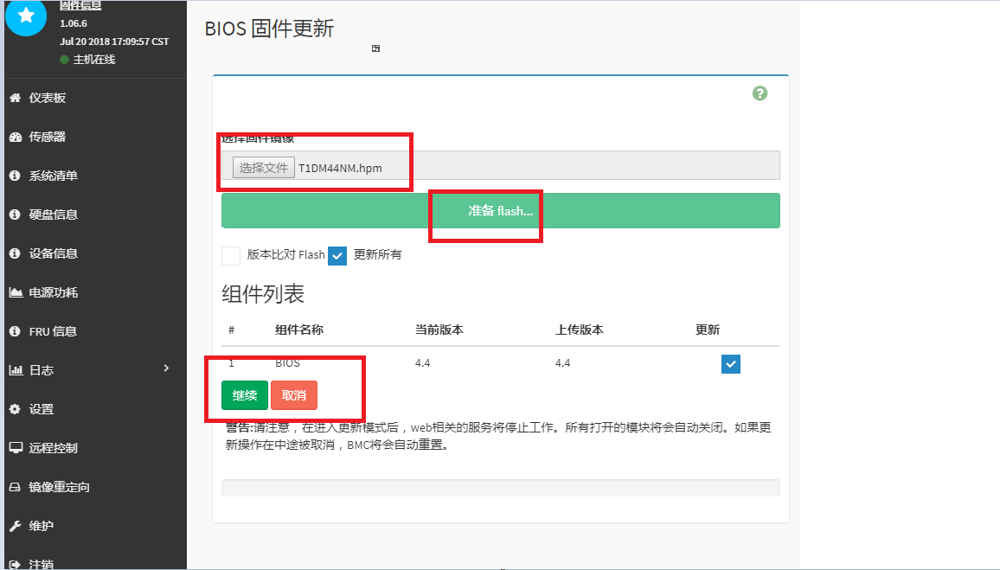 固件信息
1.06.6
Jul 20 2018 17:09:57 CST
主机在线
仪表板
传感器
系统清单
硬盘信息
设备信息
电源功耗
FRU 信息
日志
设置
远程控制
镜像重定向
维护
注销
BIOS 固件更新
选择固件镜像
选择文件 T1DM44NM.hpm
准备 flash...
版本比对 Flash 更新所有
组件列表
# 组件名称 当前版本 上传版本 更新
1 BIOS 4.4 4.4
继续 取消
警告:请注意，在进入更新模式后，web相关的服务将停止工作。所有打开的模块将会自动关闭。如果更
新操作在中途被取消，BMC将会自动重置。